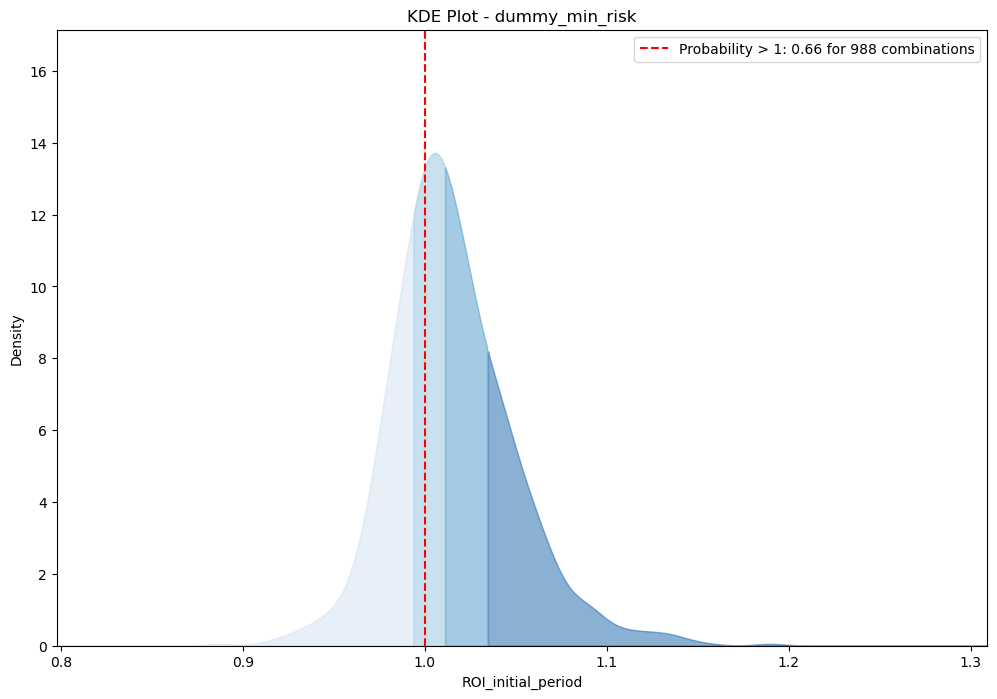 KDE Plot - dummy_min_risk
Probability > 1: 0.66 for 988 combinations
16
14
12
10
8
6
4
2
0
Density
0.8 0.9 1.0 1.1 1.2 1.3
ROI_initial_period